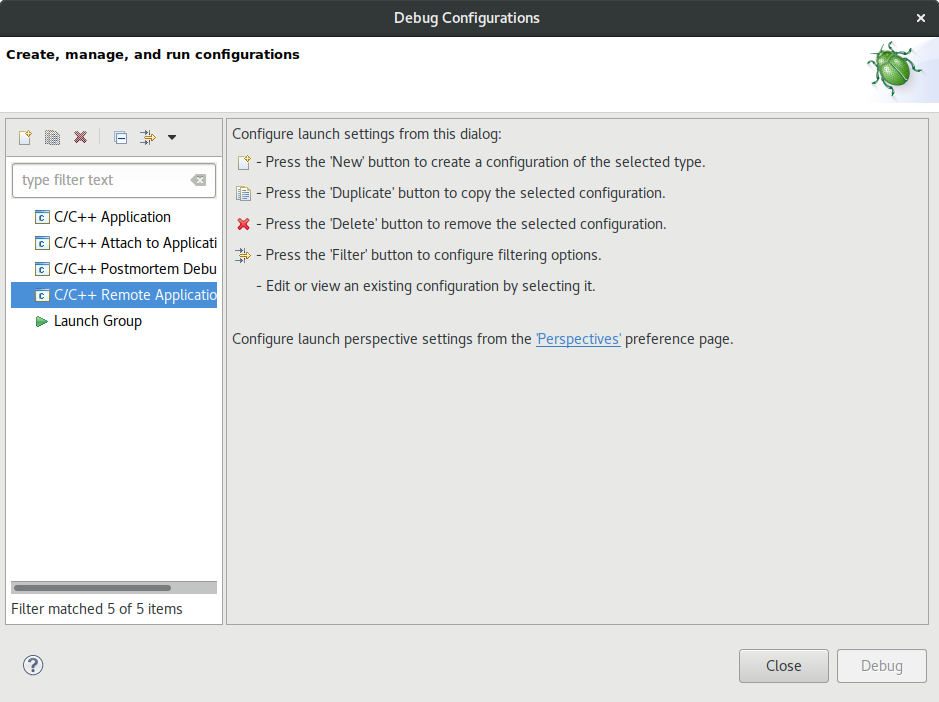 Debug Configurations
Create, manage, and run configurations
type filter text
C/C++ Application
C/C++ Attach to Applicati
C/C++ Postmortem Debu
C/C++ Remote Applicatio
Launch Group
Filter matched 5 of 5 items
Configure launch settings from this dialog:
- Press the 'New' button to create a configuration of the selected type.
- Press the 'Duplicate' button to copy the selected configuration.
- Press the 'Delete' button to remove the selected configuration.
- Press the 'Filter' button to configure filtering options.
- Edit or view an existing configuration by selecting it.
Configure launch perspective settings from the 'Perspectives' preference page.
?
Close
Debug